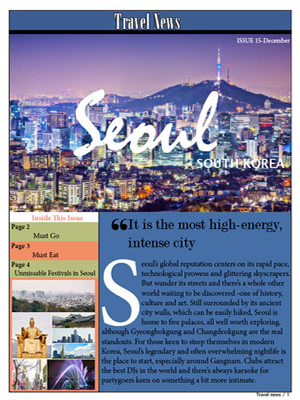 Travel News
ISSUE 15-December
Seoul
SOUTH KOREA
Inside This Issue
Page 2
Must Go
Page 3
Must Eat
Page 4
Unmissable Festivals in Seoul
“It is the most high-energy,
intense city
Seoul's global reputation centers on its rapid pace,
technological prowess and glittering skyscrapers.
But wander its streets and there's a whole other
world waiting to be discovered -one of history,
culture and art. Still surrounded by its ancient
city walls, which can be easily hiked, Seoul is
home to five palaces, all well worth exploring,
although Gyeongbokgung and Changdeokgung are the real
standouts. For those keen to steep themselves in modern
Korea, Seoul's legendary and often overwhelming nightlife is
the place to start, especially around Gangnam. Clubs attract
the best DJs in the world and there's always karaoke for
partygoers keen on something a bit more intimate.
Travel news / 1